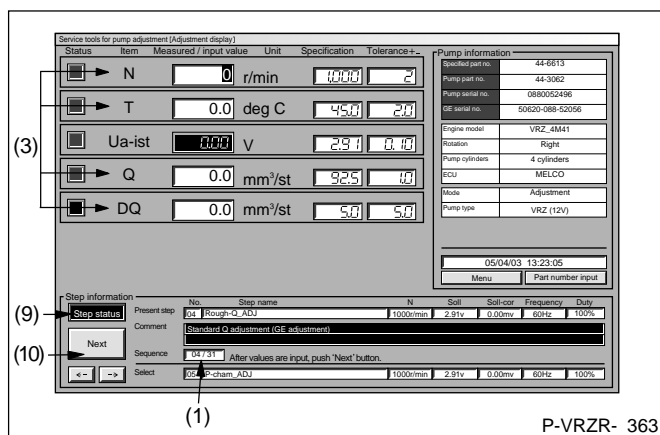 Service tools for pump adjustment [Adjustment display]
Status Item Measured / input value Unit Specification Tolerance+-
N 0 r/min 1,000 2
T 0.0 deg C 45.0 2.0
(3)
Ua-ist 0.00 V 2.91 0.10
Q 0.0 mm³/st 92.5 1.0
DQ 0.0 mm³/st 5.0 5.0
Pump information
Specified part no. 44-6613
Pump part no. 44-3062
Pump serial no. 0880052496
GE serial no. 50620-088-52056
Engine model VRZ_4M41
Rotation Right
Pump cylinders 4 cylinders
ECU MELCO
Mode Adjustment
Pump type VRZ (12V)
05/04/03 13:23:05
Menu Part number input
Step information
No. Step name N Soll Soll-cor Frequency Duty
(9) Step status Present step 04 Rough-Q_ADJ 1000r/min 2.91v 0.00mv 60Hz 100%
Comment Standard Q adjustment (GE adjustment)
(10) Next
Sequence 04 / 31 After values are input, push 'Next' button.
<- -> Select 05 P-cham_ADJ 1000r/min 2.91v 0.00mv 60Hz 100%
(1)
P-VRZR- 363